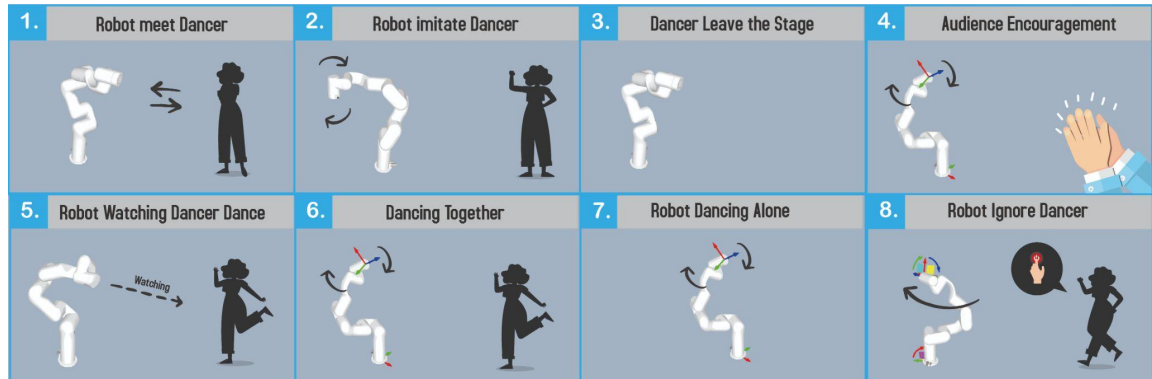 1. Robot meet Dancer
2. Robot imitate Dancer
3. Dancer Leave the Stage
4. Audience Encouragement
5. Robot Watching Dancer Dance
Watching
6. Dancing Together
7. Robot Dancing Alone
8. Robot Ignore Dancer